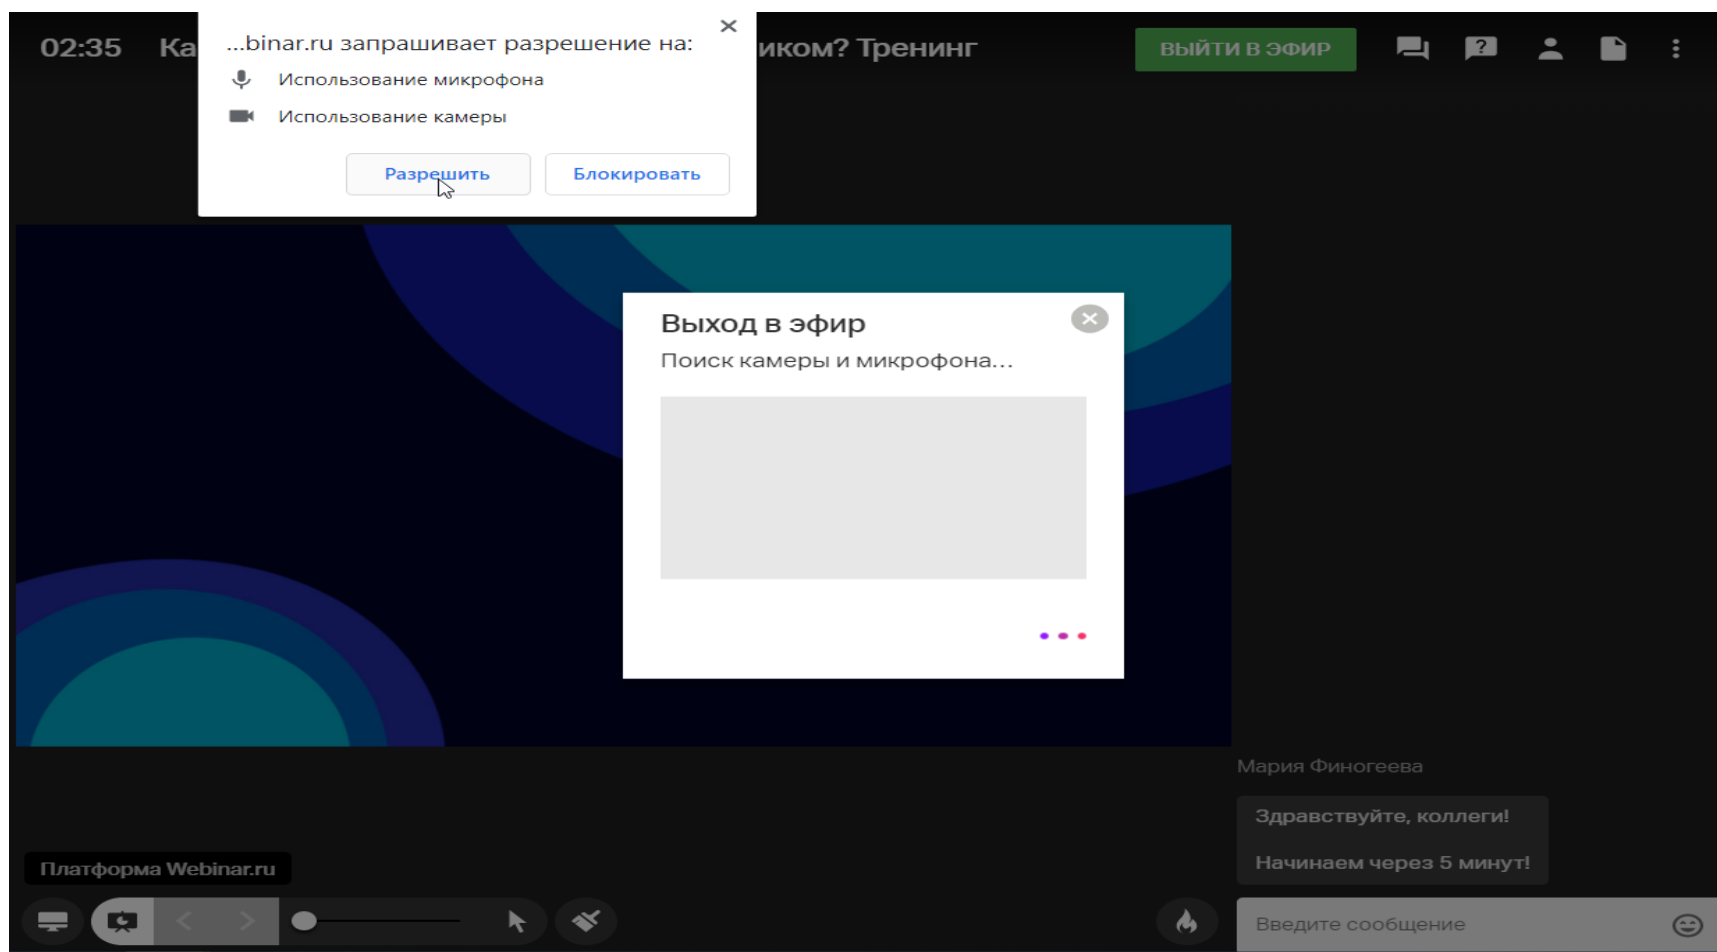 02:35 Ка
иком? Тренинг
ВЫЙТИ В ЭФИР
...binar.ru запрашивает разрешение на:
Использование микрофона
Использование камеры
Разрешить Блокировать
Выход в эфир
Поиск камеры и микрофона...
Мария Финогеева
Здравствуйте, коллеги!
Начинаем через 5 минут!
Платформа Webinar.ru
Введите сообщение